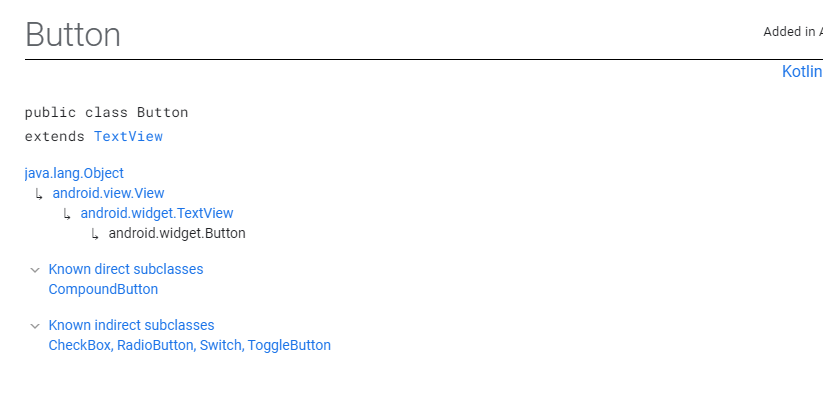 Button
Added in A
Kotlin
public class Button
extends TextView
java.lang.Object
↳ android.view.View
↳ android.widget.TextView
↳ android.widget.Button
Known direct subclasses
CompoundButton
Known indirect subclasses
CheckBox, RadioButton, Switch, ToggleButton